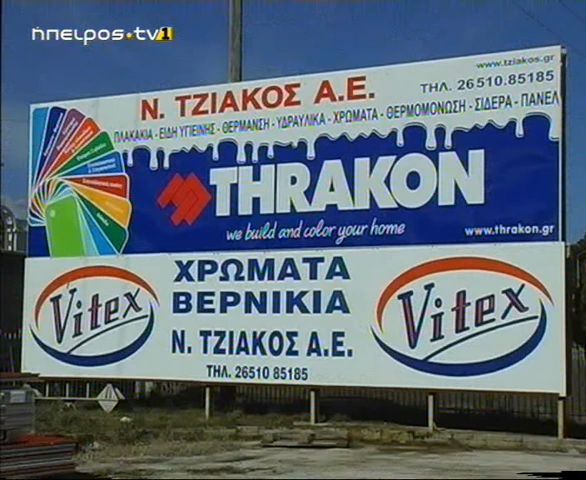 ήπειρος·tv1
www.tziakos.gr
Ν. ΤΖΙΑΚΟΣ Α.Ε.
ΤΗΛ. 26510.85185
ΠΛΑΚΑΚΙΑ - ΕΙΔΗ ΥΓΙΕΙΝΗΣ - ΘΕΡΜΑΝΣΗ - ΥΔΡΑΥΛΙΚΑ - ΧΡΩΜΑΤΑ - ΘΕΡΜΟΜΟΝΩΣΗ - ΣΙΔΕΡΑ - ΠΑΝΕΛ
THRAKON
we build and color your home
www.thrakon.gr
Vitex
ΧΡΩΜΑΤΑ
ΒΕΡΝΙΚΙΑ
Ν. ΤΖΙΑΚΟΣ Α.Ε.
ΤΗΛ. 26510 85185
Vitex